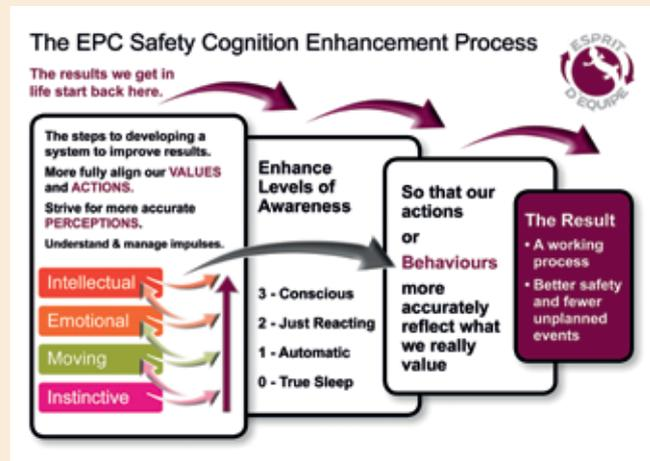 The EPC Safety Cognition Enhancement Process
ESPRIT
D'EQUIPE
The results we get in
life start back here.
The steps to developing a
system to improve results.
More fully align our VALUES
and ACTIONS.
Strive for more accurate
PERCEPTIONS.
Understand & manage impulses.
Intellectual
Emotional
Moving
Instinctive
Enhance
Levels of
Awareness
3 - Conscious
2 - Just Reacting
1 - Automatic
0 - True Sleep
So that our
actions
or
Behaviours
more
accurately
reflect what
we really
value
The Result
• A working
process
• Better safety
and fewer
unplanned
events